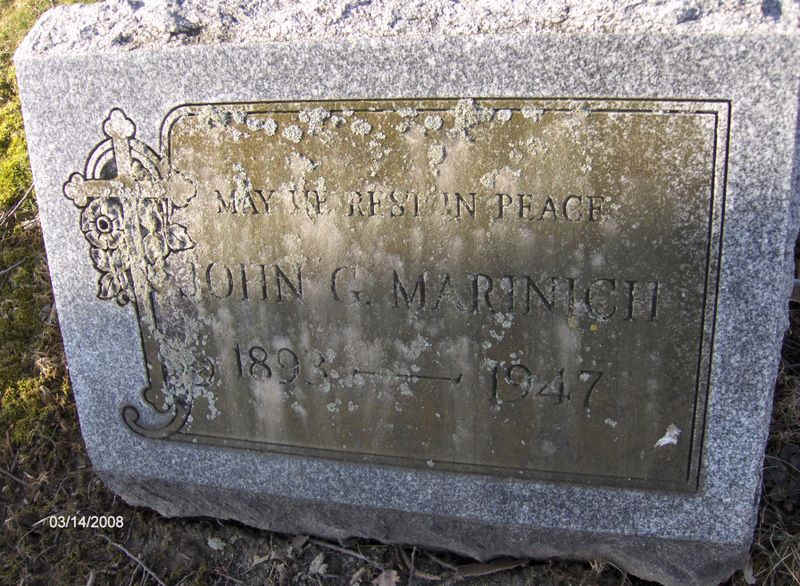 MAY HE REST IN PEACE
JOHN G. MARINICH
1893 — 1947
03/14/2008